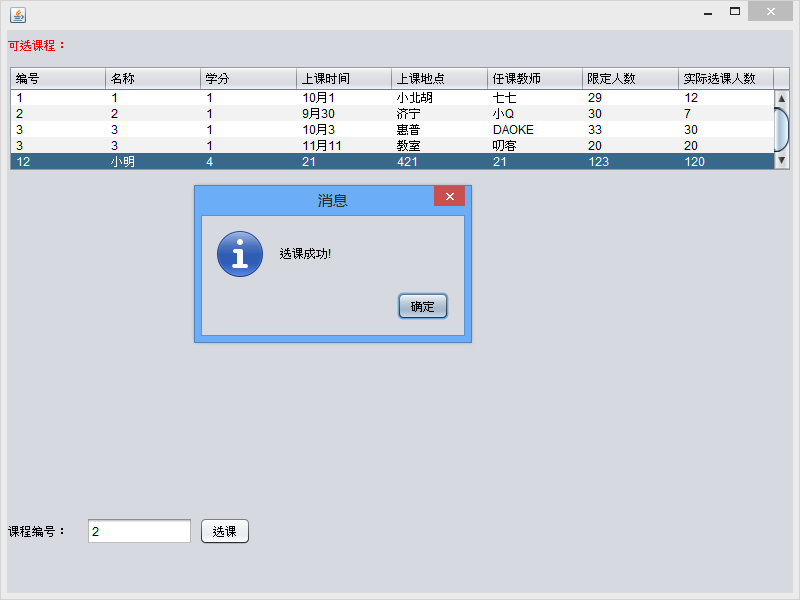 可选课程：
编号 名称 学分 上课时间 上课地点 任课教师 限定人数 实际选课人数
1 1 1 10月1 小北胡 七七 29 12
2 2 1 9月30 济宁 小Q 30 7
3 3 1 10月3 惠普 DAOKE 33 30
3 3 1 11月11 教室 叨客 20 20
12 小明 4 21 421 21 123 120
消息
选课成功!
确定
课程编号： 2 选课